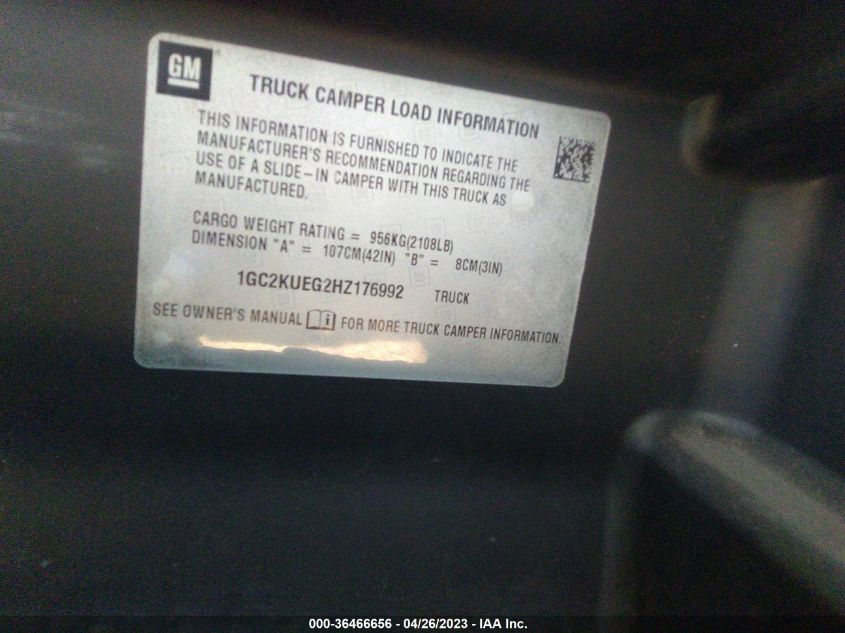 GM
TRUCK CAMPER LOAD INFORMATION
THIS INFORMATION IS FURNISHED TO INDICATE THE
MANUFACTURER'S RECOMMENDATION REGARDING THE
USE OF A SLIDE-IN CAMPER WITH THIS TRUCK AS
MANUFACTURED.
CARGO WEIGHT RATING = 956KG(2108LB)
DIMENSION "A" = 107CM(42IN) "B" = 8CM(3IN)
1GC2KUEG2HZ176992 TRUCK
SEE OWNER'S MANUAL FOR MORE TRUCK CAMPER INFORMATION.
000-36466656 - 04/26/2023 - IAA Inc.